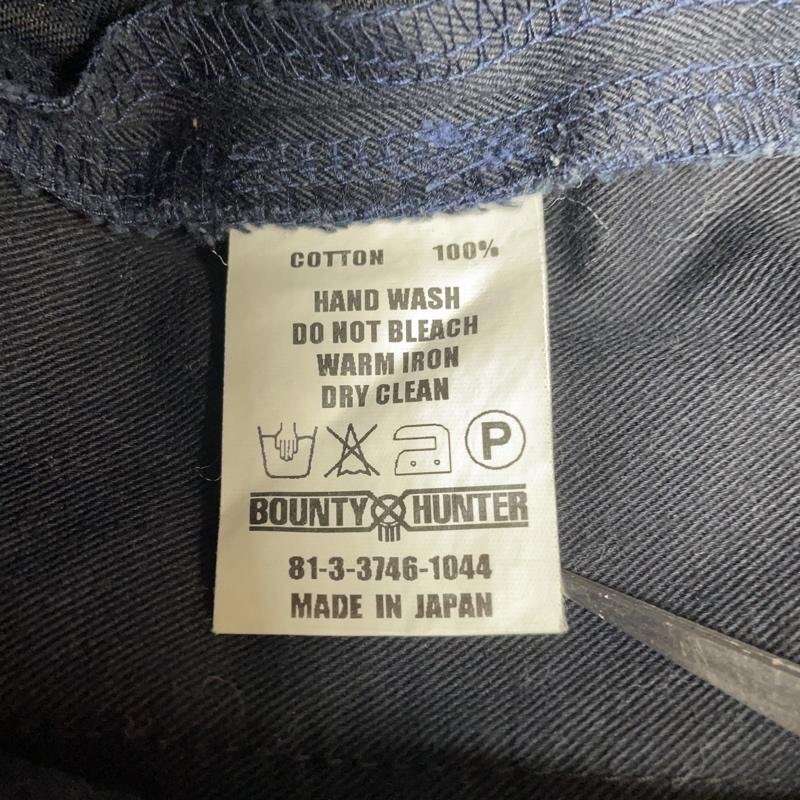 COTTON 100%
HAND WASH
DO NOT BLEACH
WARM IRON
DRY CLEAN
P
BOUNTY HUNTER
81-3-3746-1044
MADE IN JAPAN